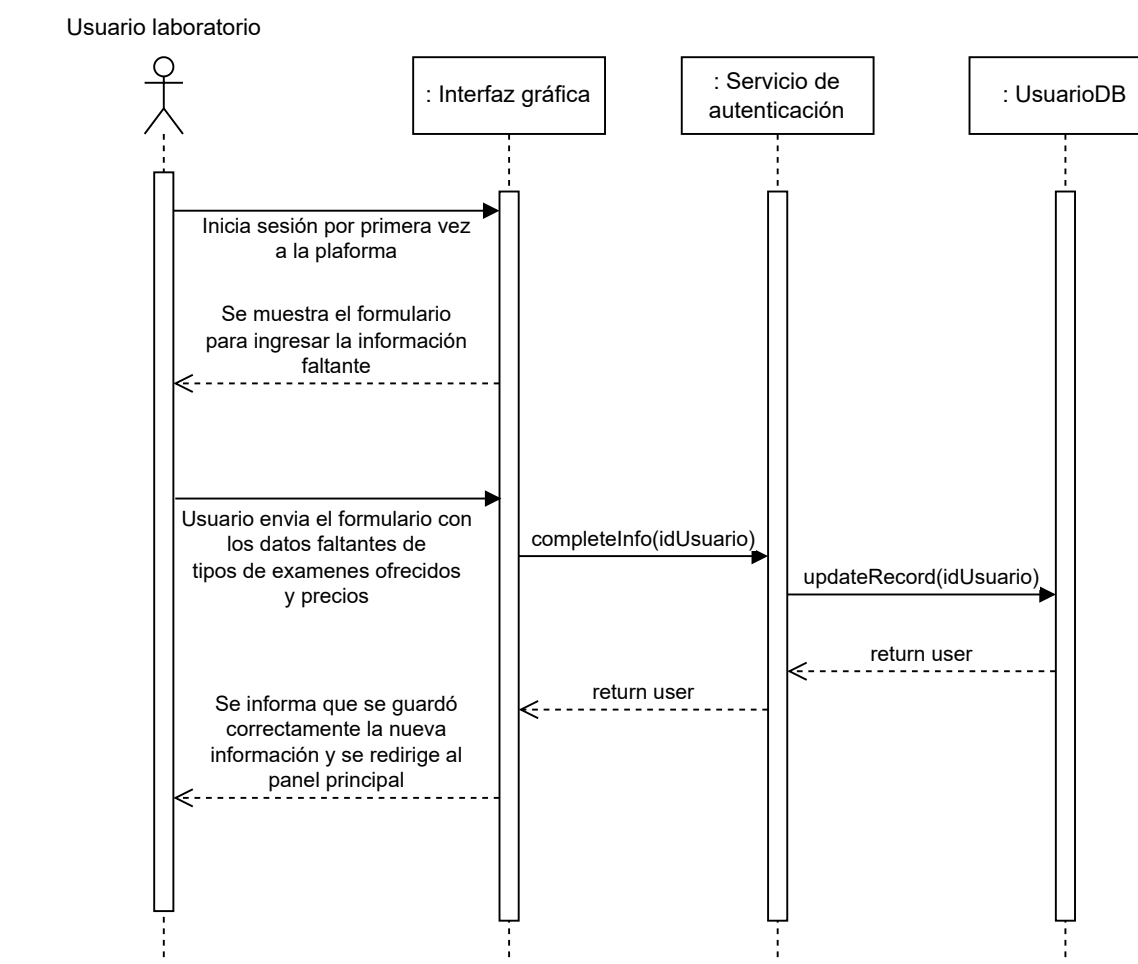 Usuario laboratorio
: Interfaz gráfica
: Servicio de
autenticación
: UsuarioDB
Inicia sesión por primera vez
a la plaforma
Se muestra el formulario
para ingresar la información
faltante
Usuario envia el formulario con
los datos faltantes de
tipos de examenes ofrecidos
y precios
completeInfo(idUsuario)
updateRecord(idUsuario)
return user
return user
Se informa que se guardó
correctamente la nueva
información y se redirige al
panel principal